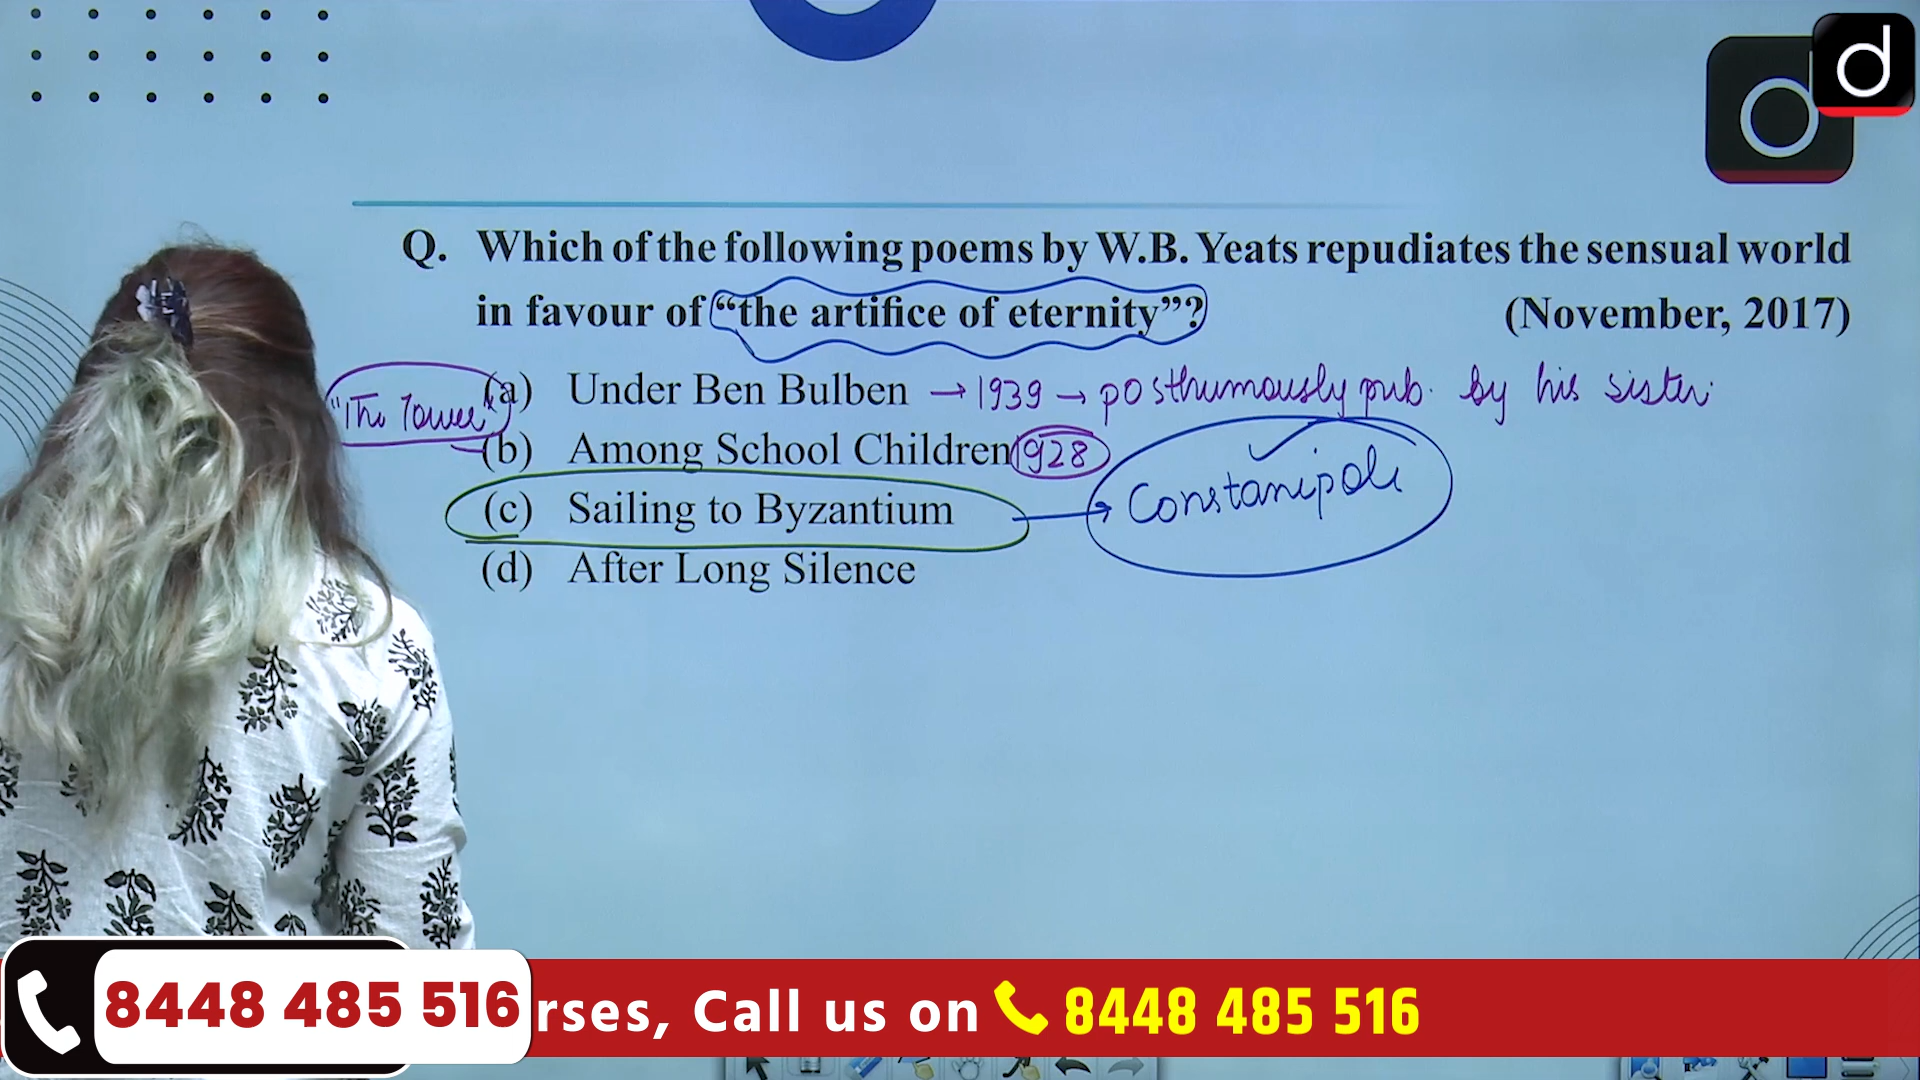 d
Q. Which of the following poems by W.B. Yeats repudiates the sensual world
in favour of “the artifice of eternity”? (November, 2017)
(a) Under Ben Bulben → 1939 → posthumously pub. by his sister
"The Tower"
(b) Among School Children 1928
(c) Sailing to Byzantium → Constanipole
(d) After Long Silence
8448 485 516 rses, Call us on 8448 485 516